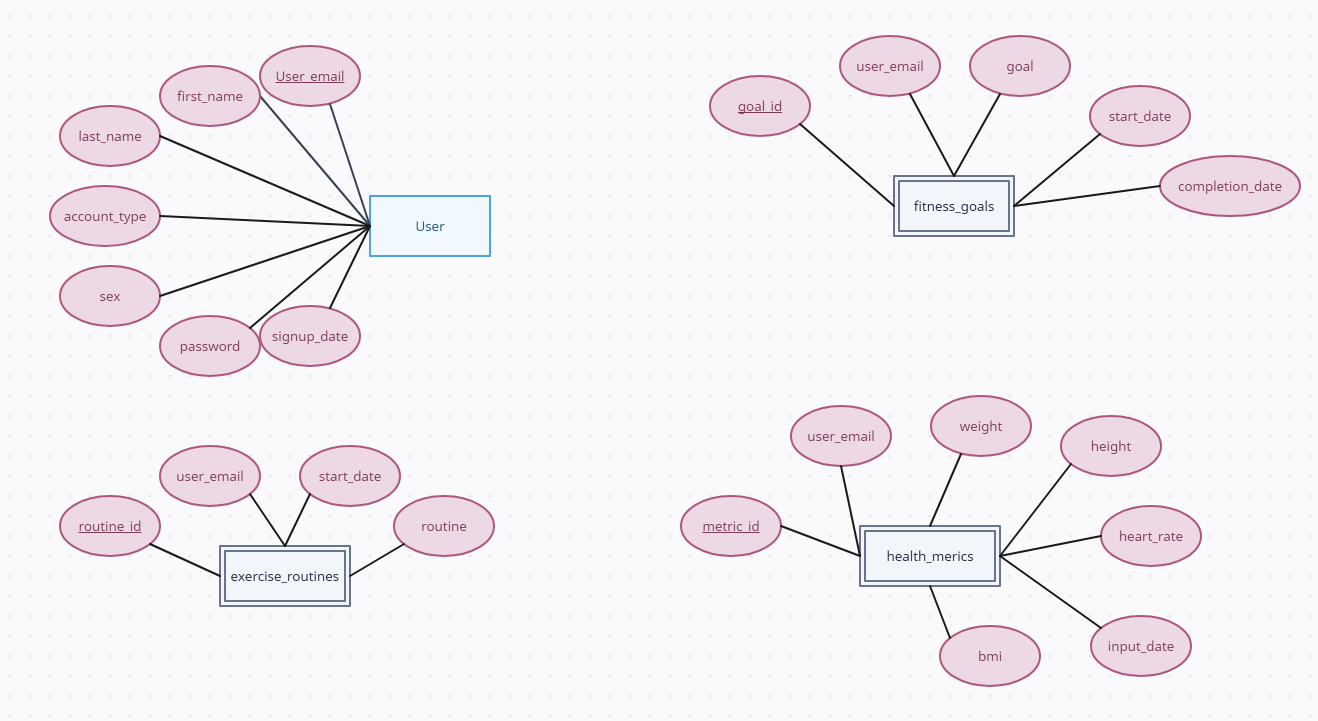 User_email
first_name
last_name
account_type
sex
password
signup_date
User
goal_id
user_email
goal
start_date
completion_date
fitness_goals
routine_id
user_email
start_date
routine
exercise_routines
metric_id
user_email
weight
height
heart_rate
input_date
bmi
health_merics